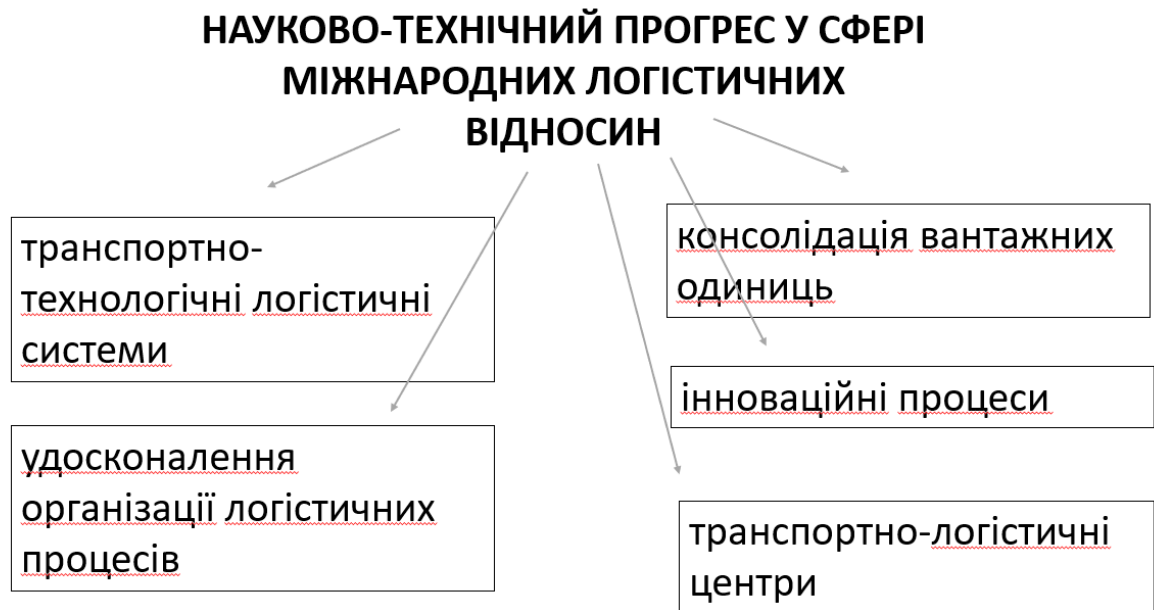 НАУКОВО-ТЕХНІЧНИЙ ПРОГРЕС У СФЕРІ
МІЖНАРОДНИХ ЛОГІСТИЧНИХ
ВІДНОСИН
транспортно-
технологічні логістичні
системи
удосконалення
організації логістичних
процесів
консолідація вантажних
одиниць
інноваційні процеси
транспортно-логістичні
центри